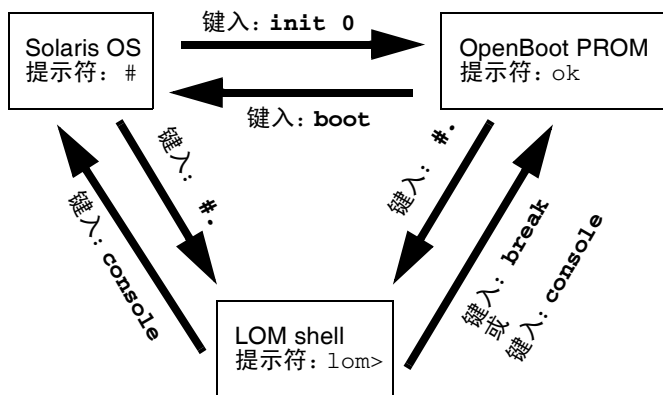 Solaris OS
提示符： #
键入：init 0
OpenBoot PROM
提示符：ok
键入：boot
键入： #.
键入： #.
键入：console
键入：break
或
键入：console
LOM shell
提示符：lom>